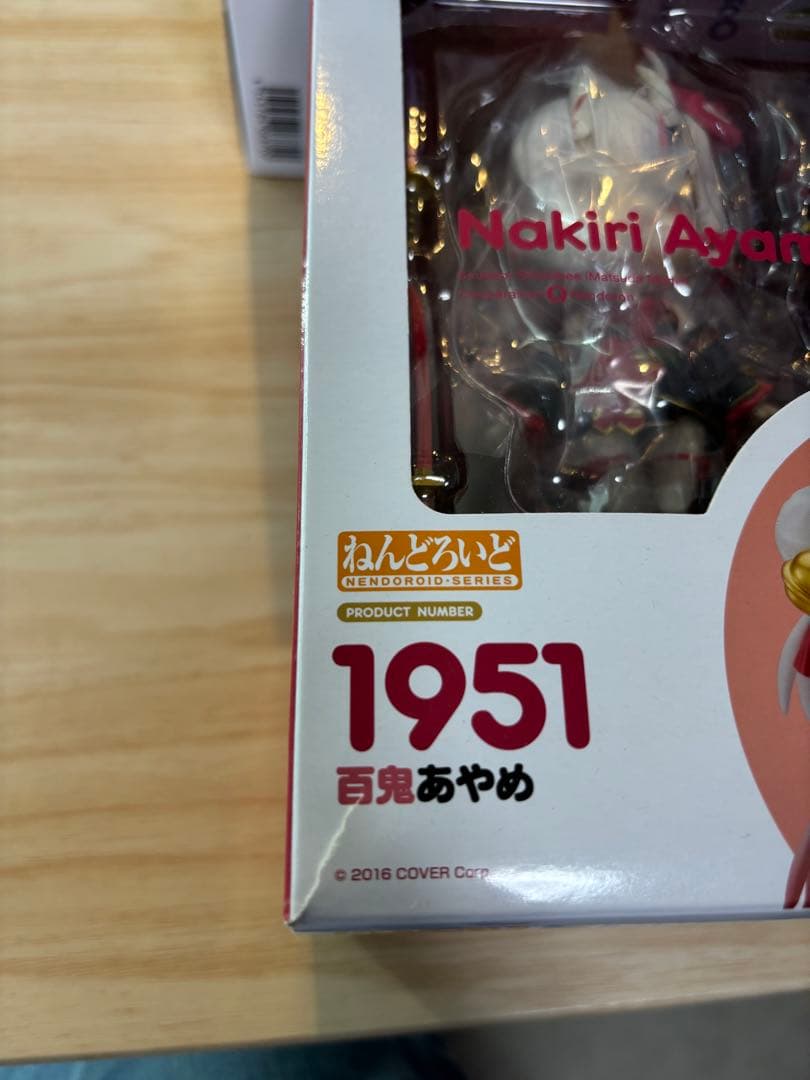 Nakiri Ayam
ねんどろいど
NENDOROID・SERIES
PRODUCT NUMBER
1951
百鬼あやめ
© 2016 COVER Corp